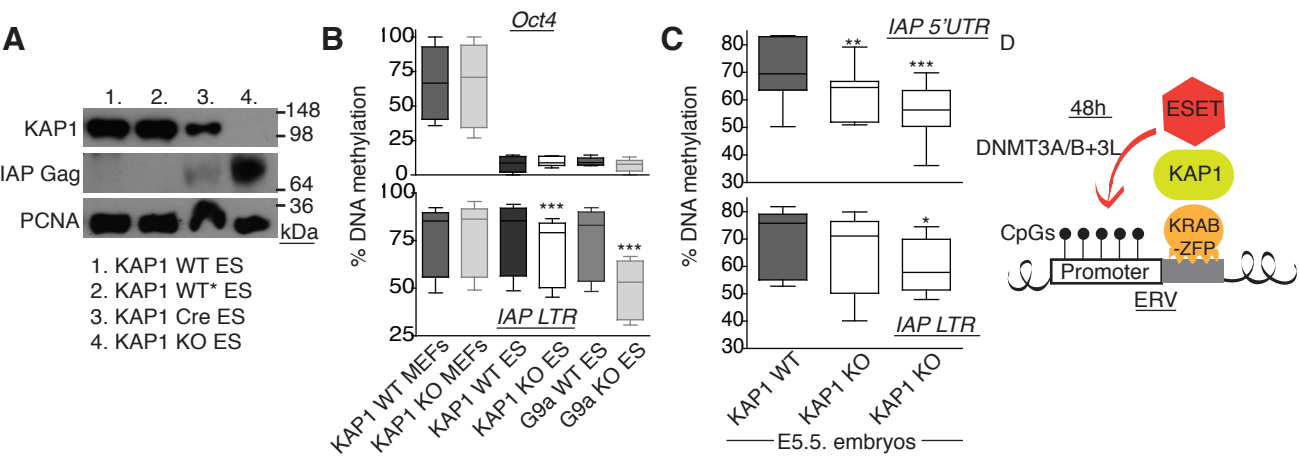 A
1. 2. 3. 4.
KAP1
148
98
IAP Gag
64
PCNA
36
kDa
1. KAP1 WT ES
2. KAP1 WT* ES
3. KAP1 Cre ES
4. KAP1 KO ES
B
Oct4
% DNA methylation
100
75
50
25
0
100
75
50
25
***
***
IAP LTR
KAP1 WT MEFs
KAP1 KO MEFs
KAP1 WT ES
KAP1 KO ES
G9a WT ES
G9a KO ES
C
IAP 5'UTR
% DNA methylation
80
70
60
50
40
30
**
***
80
70
60
50
40
30
*
IAP LTR
KAP1 WT
KAP1 KO
KAP1 KO
E5.5. embryos
D
48h
ESET
DNMT3A/B+3L
KAP1
CpGs
KRAB
-ZFP
Promoter
ERV